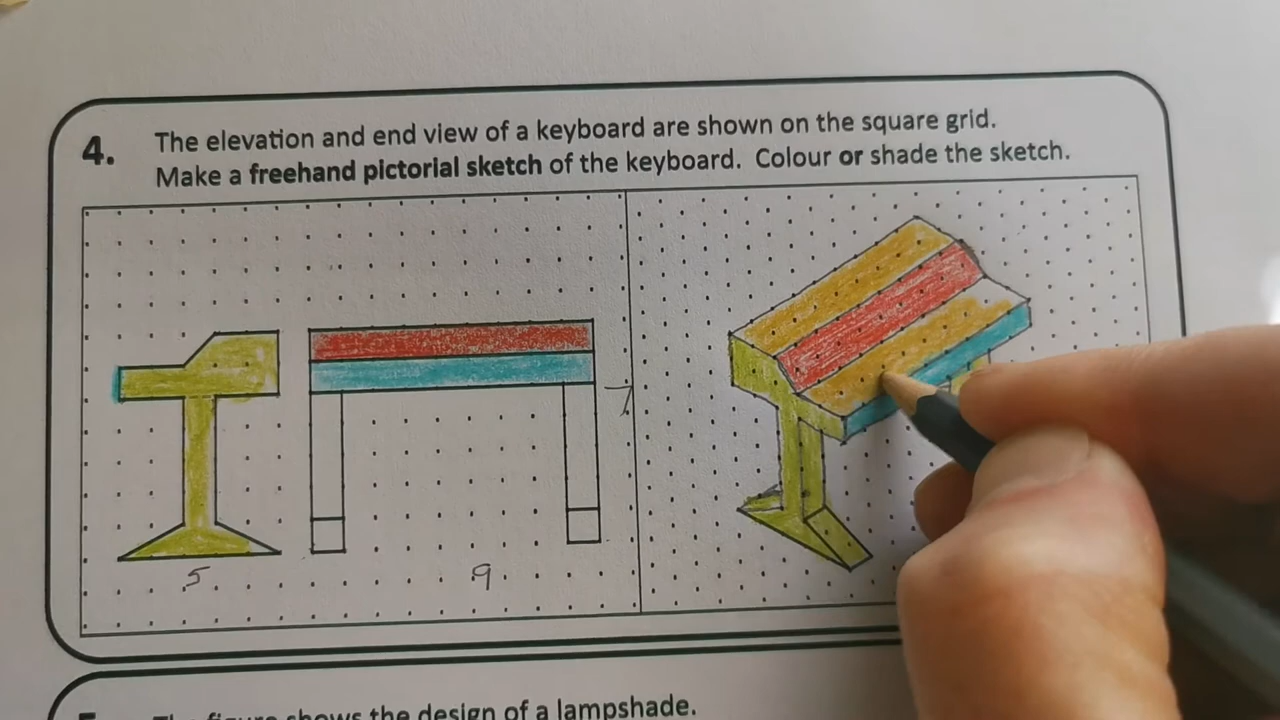 4. The elevation and end view of a keyboard are shown on the square grid.
Make a freehand pictorial sketch of the keyboard. Colour or shade the sketch.
7
5
9
The figure shows the design of a lampshade.